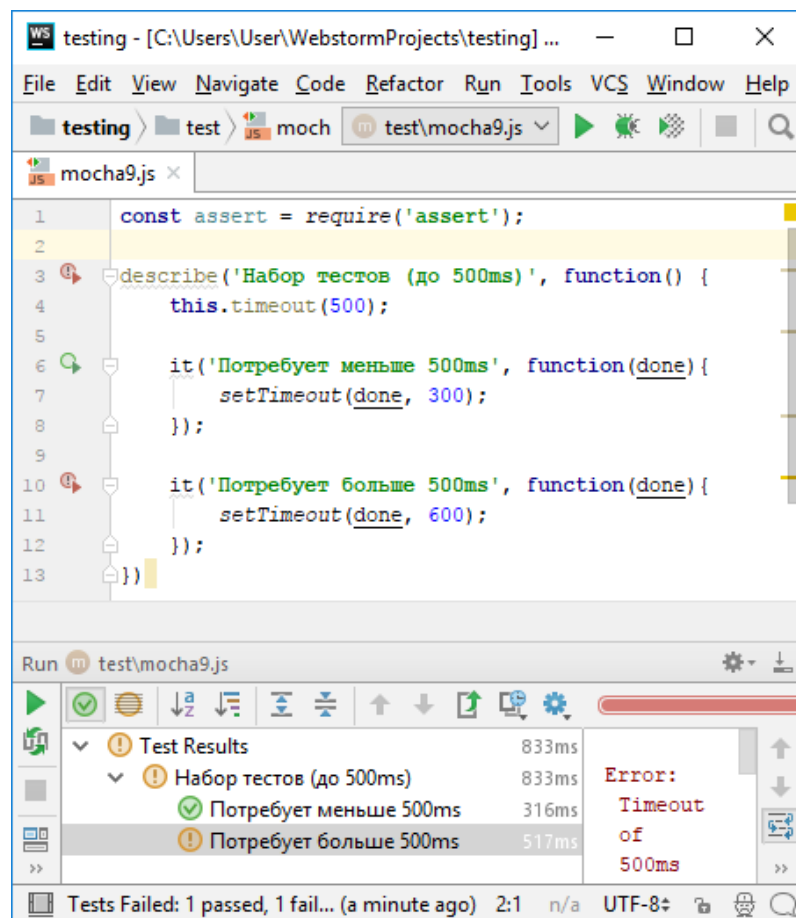 WS testing - [C:\Users\User\WebstormProjects\testing] ...
File Edit View Navigate Code Refactor Run Tools VCS Window Help
testing test JS moch m test\mocha9.js
JS mocha9.js
1 const assert = require('assert');
2
3 describe('Набор тестов (до 500ms)', function() {
4 this.timeout(500);
5
6 it('Потребует меньше 500ms', function(done){
7 setTimeout(done, 300);
8 });
9
10 it('Потребует больше 500ms', function(done){
11 setTimeout(done, 600);
12 });
13 })
Run m test\mocha9.js
Test Results 833ms
Набор тестов (до 500ms) 833ms
Потребует меньше 500ms 316ms
Потребует больше 500ms 517ms
Error:
Timeout
of
500ms
Tests Failed: 1 passed, 1 fail... (a minute ago) 2:1 n/a UTF-8